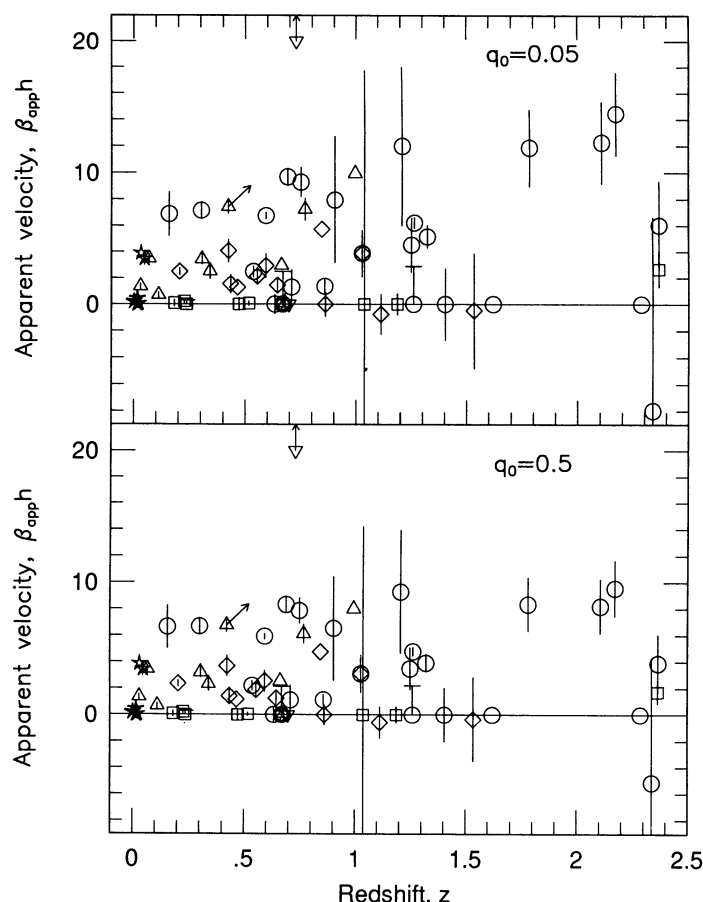 20
q₀=0.05
10
0
Apparent velocity, βₐₚₚh
20
q₀=0.5
10
0
Apparent velocity, βₐₚₚh
0 .5 1 1.5 2 2.5
Redshift, z